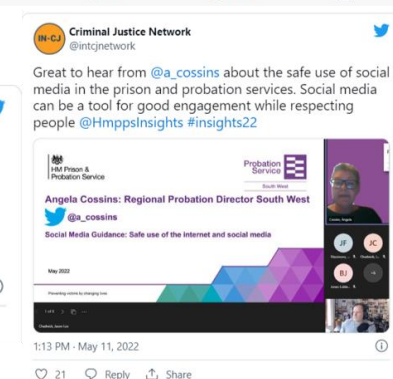 IN-CJ
Criminal Justice Network
@intcjnetwork
Great to hear from @a_cossins about the safe use of social
media in the prison and probation services. Social media
can be a tool for good engagement while respecting
people @HmppsInsights #insights22
HM Prison &
Probation Service
Probation
Service
South West
Angela Cossins: Regional Probation Director South West
@a_cossins
Social Media Guidance: Safe use of the Internet and social media
May 2022
Preventing victims by changing lives
JF
JC
BJ
1:13 PM · May 11, 2022
21
Reply
Share